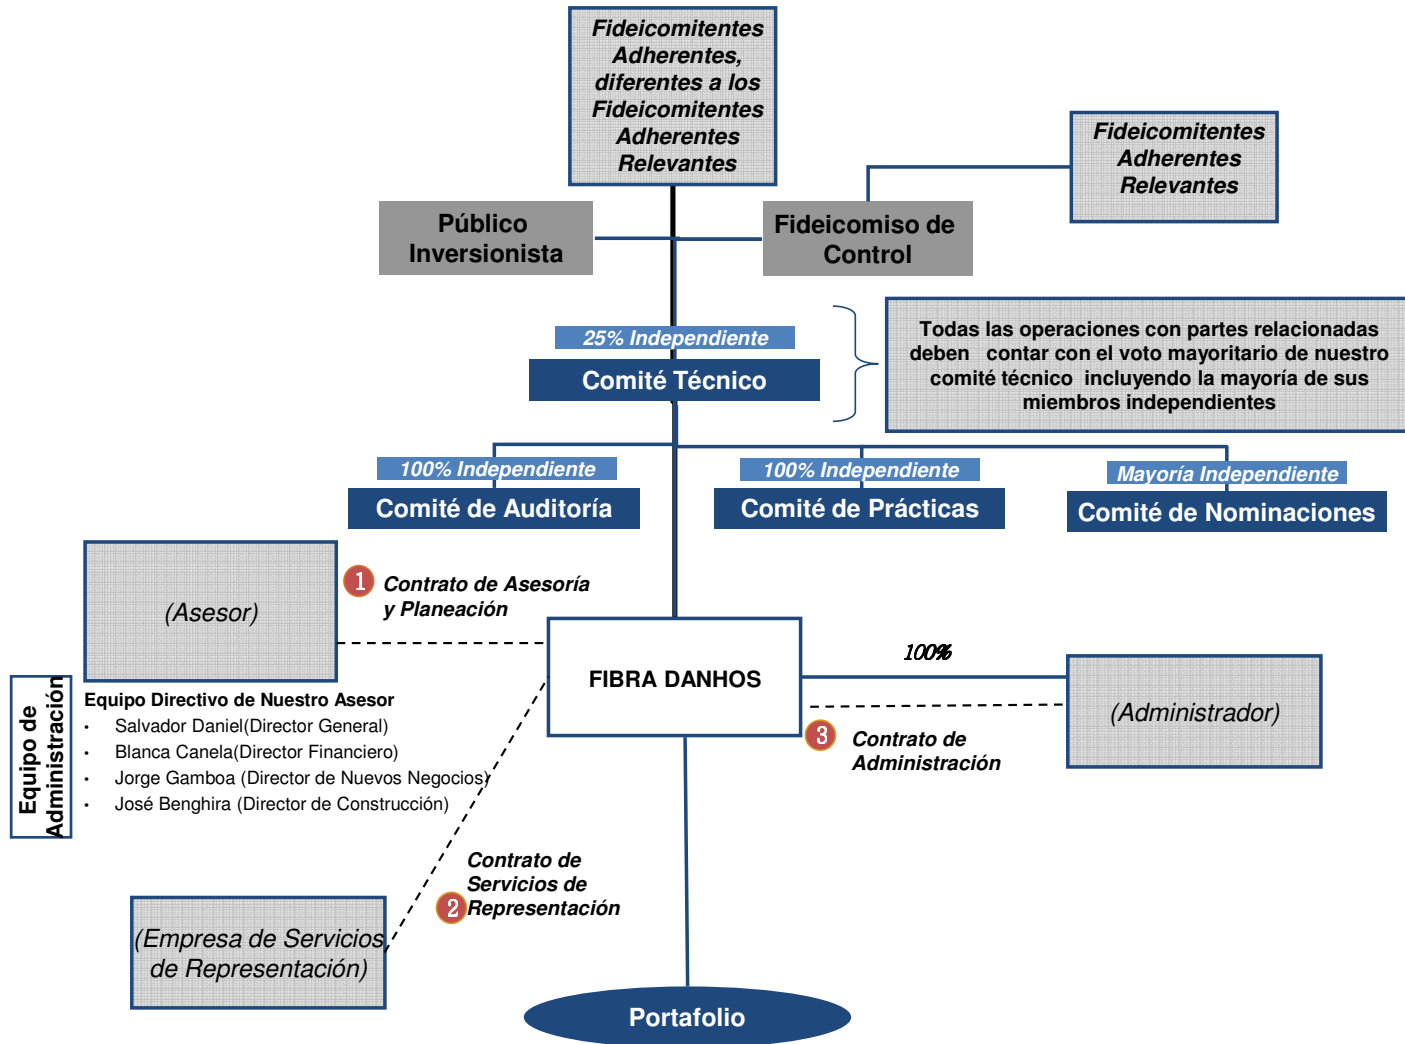 Fideicomitentes
Adherentes,
diferentes a los
Fideicomitentes
Adherentes
Relevantes
Fideicomitentes
Adherentes
Relevantes
Público
Inversionista
Fideicomiso de
Control
25% Independiente
Comité Técnico
Todas las operaciones con partes relacionadas
deben contar con el voto mayoritario de nuestro
comité técnico incluyendo la mayoría de sus
miembros independientes
100% Independiente
Comité de Auditoría
100% Independiente
Comité de Prácticas
Mayoría Independiente
Comité de Nominaciones
(Asesor)
1
Contrato de Asesoría
y Planeación
FIBRA DANHOS
100%
(Administrador)
3
Contrato de
Administración
Equipo de
Administración
Equipo Directivo de Nuestro Asesor
• Salvador Daniel(Director General)
• Blanca Canela(Director Financiero)
• Jorge Gamboa (Director de Nuevos Negocios)
• José Benghira (Director de Construcción)
2
Contrato de
Servicios de
Representación
(Empresa de Servicios
de Representación)
Portafolio